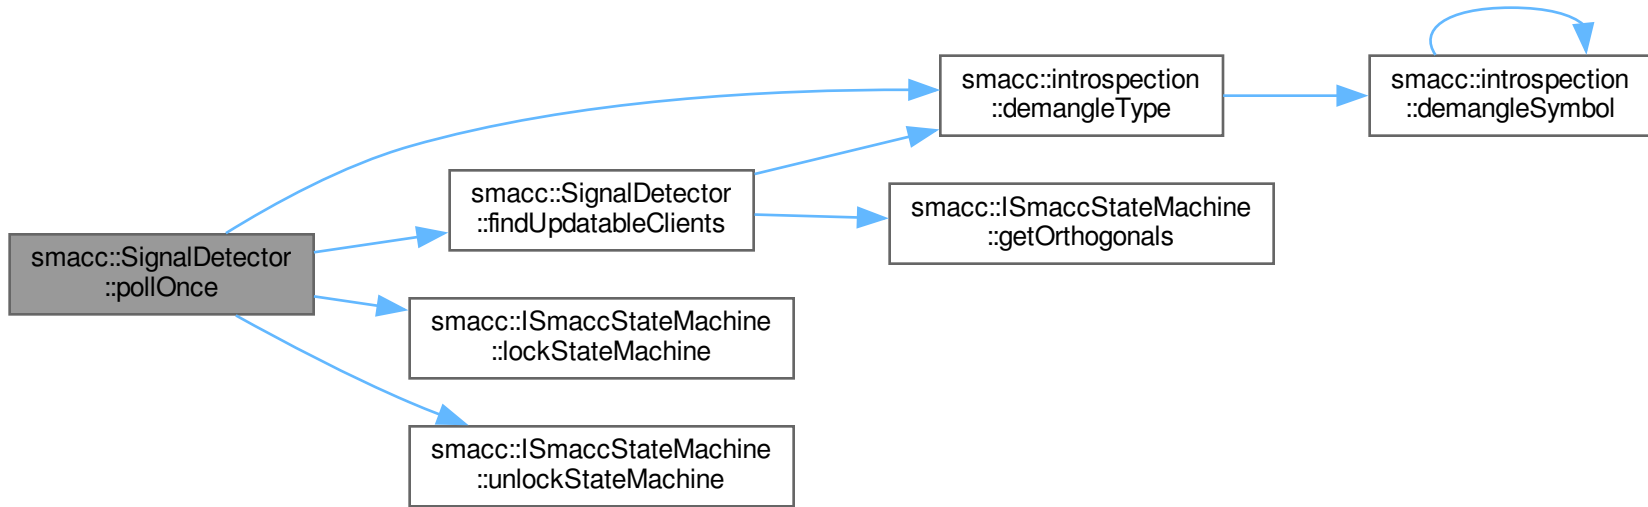 smacc::SignalDetector
::pollOnce
smacc::introspection
::demangleType
smacc::introspection
::demangleSymbol
smacc::SignalDetector
::findUpdatableClients
smacc::ISmaccStateMachine
::getOrthogonals
smacc::ISmaccStateMachine
::lockStateMachine
smacc::ISmaccStateMachine
::unlockStateMachine